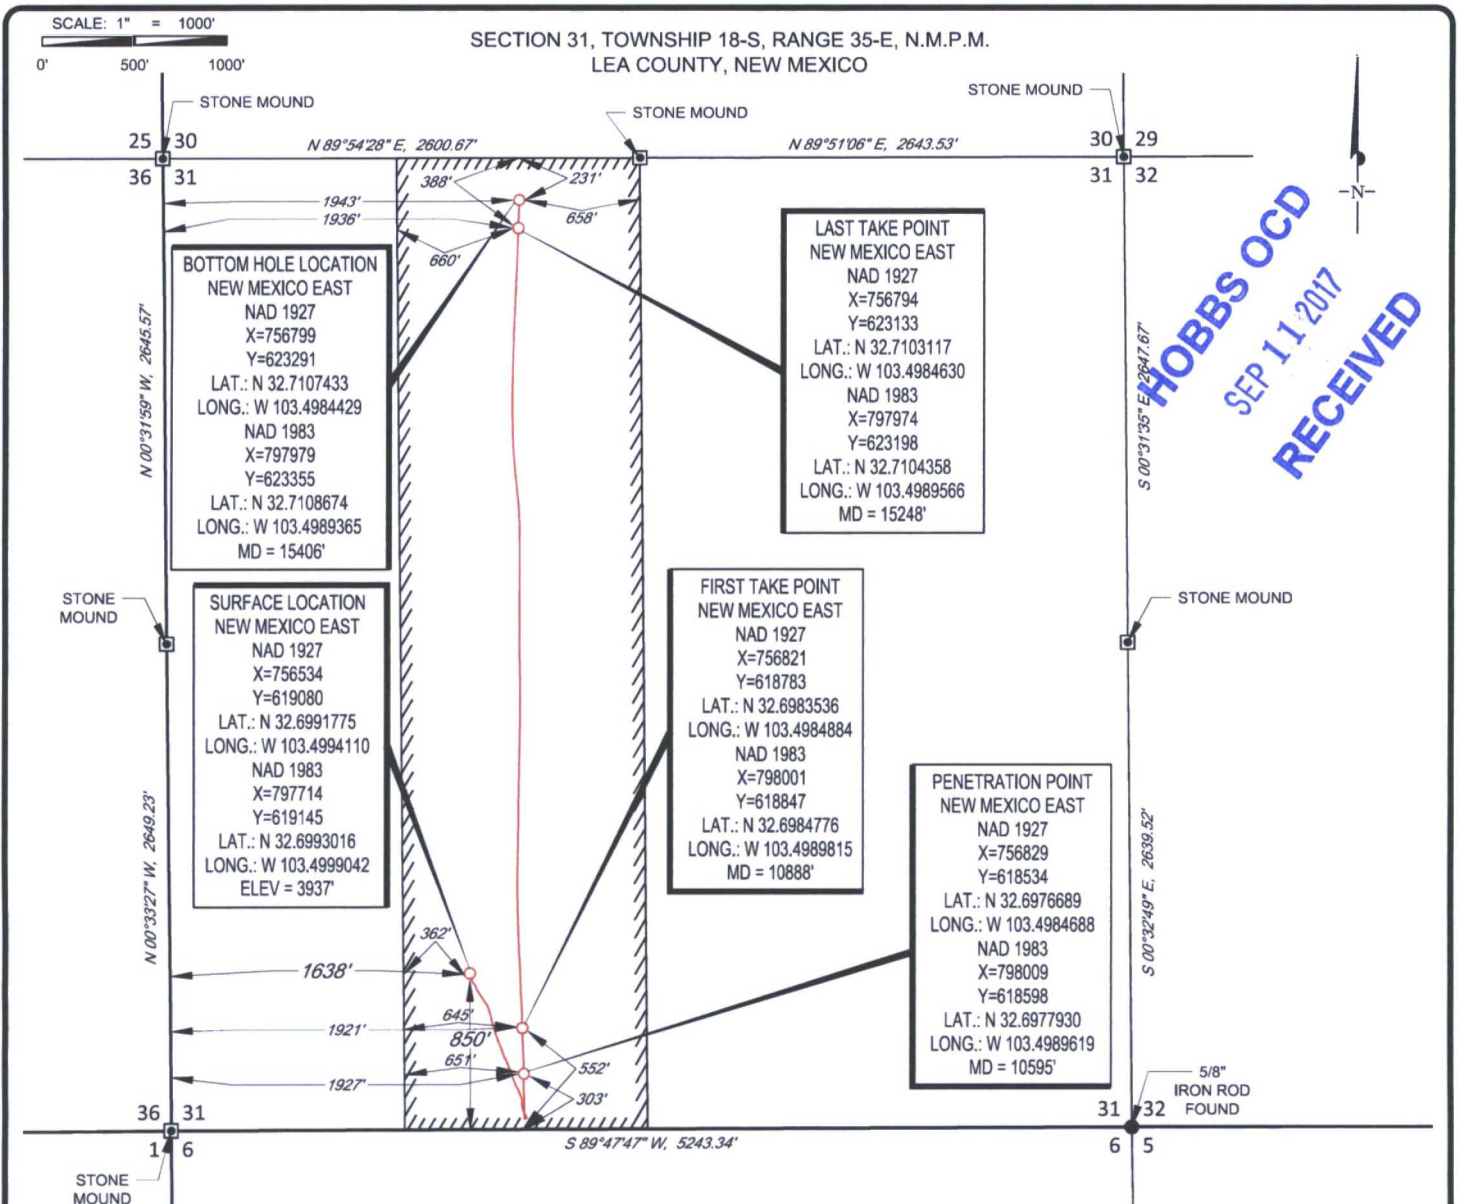 SCALE: 1" = 1000'
0' 500' 1000'
SECTION 31, TOWNSHIP 18-S, RANGE 35-E, N.M.P.M.
LEA COUNTY, NEW MEXICO
STONE MOUND
STONE MOUND
STONE MOUND
25 30
36 31
N 89°54'28" E, 2600.67'
N 89°51'06" E, 2643.53'
30 29
31 32
-N-
388'
231'
1943'
658'
1936'
660'
HOBBS OCD
SEP 11 2017
RECEIVED
BOTTOM HOLE LOCATION
NEW MEXICO EAST
NAD 1927
X=756799
Y=623291
LAT.: N 32.7107433
LONG.: W 103.4984429
NAD 1983
X=797979
Y=623355
LAT.: N 32.7108674
LONG.: W 103.4989365
MD = 15406'
LAST TAKE POINT
NEW MEXICO EAST
NAD 1927
X=756794
Y=623133
LAT.: N 32.7103117
LONG.: W 103.4984630
NAD 1983
X=797974
Y=623198
LAT.: N 32.7104358
LONG.: W 103.4989566
MD = 15248'
N 00°31'59" W, 2645.57'
S 00°31'35" E, 2647.67'
STONE
MOUND
STONE MOUND
SURFACE LOCATION
NEW MEXICO EAST
NAD 1927
X=756534
Y=619080
LAT.: N 32.6991775
LONG.: W 103.4994110
NAD 1983
X=797714
Y=619145
LAT.: N 32.6993016
LONG.: W 103.4999042
ELEV = 3937'
FIRST TAKE POINT
NEW MEXICO EAST
NAD 1927
X=756821
Y=618783
LAT.: N 32.6983536
LONG.: W 103.4984884
NAD 1983
X=798001
Y=618847
LAT.: N 32.6984776
LONG.: W 103.4989815
MD = 10888'
PENETRATION POINT
NEW MEXICO EAST
NAD 1927
X=756829
Y=618534
LAT.: N 32.6976689
LONG.: W 103.4984688
NAD 1983
X=798009
Y=618598
LAT.: N 32.6977930
LONG.: W 103.4989619
MD = 10595'
N 00°33'27" W, 2649.23'
S 00°32'49" E, 2639.52'
362'
1638'
645'
1921'
850'
651'
552'
1927'
303'
5/8"
IRON ROD
FOUND
36 31
1 6
31 32
6 5
S 89°47'47" W, 5243.34'
STONE
MOUND